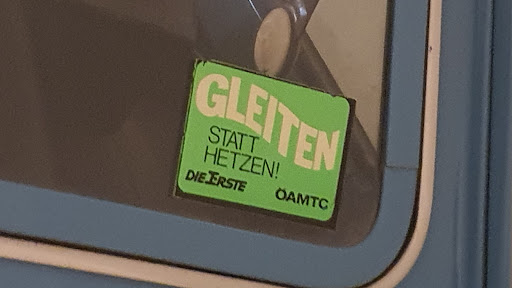 GLEITEN
STATT
HETZEN!
DIE ERSTE
ÖAMTC